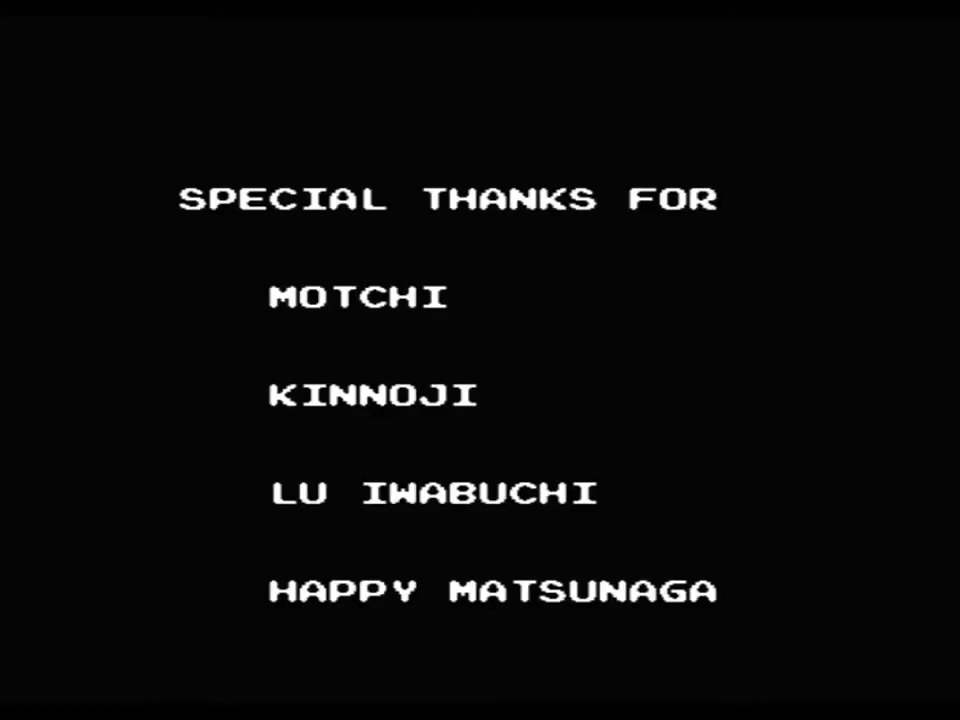 SPECIAL THANKS FOR
MOTCHI
KINNOJI
LU IWABUCHI
HAPPY MATSUNAGA